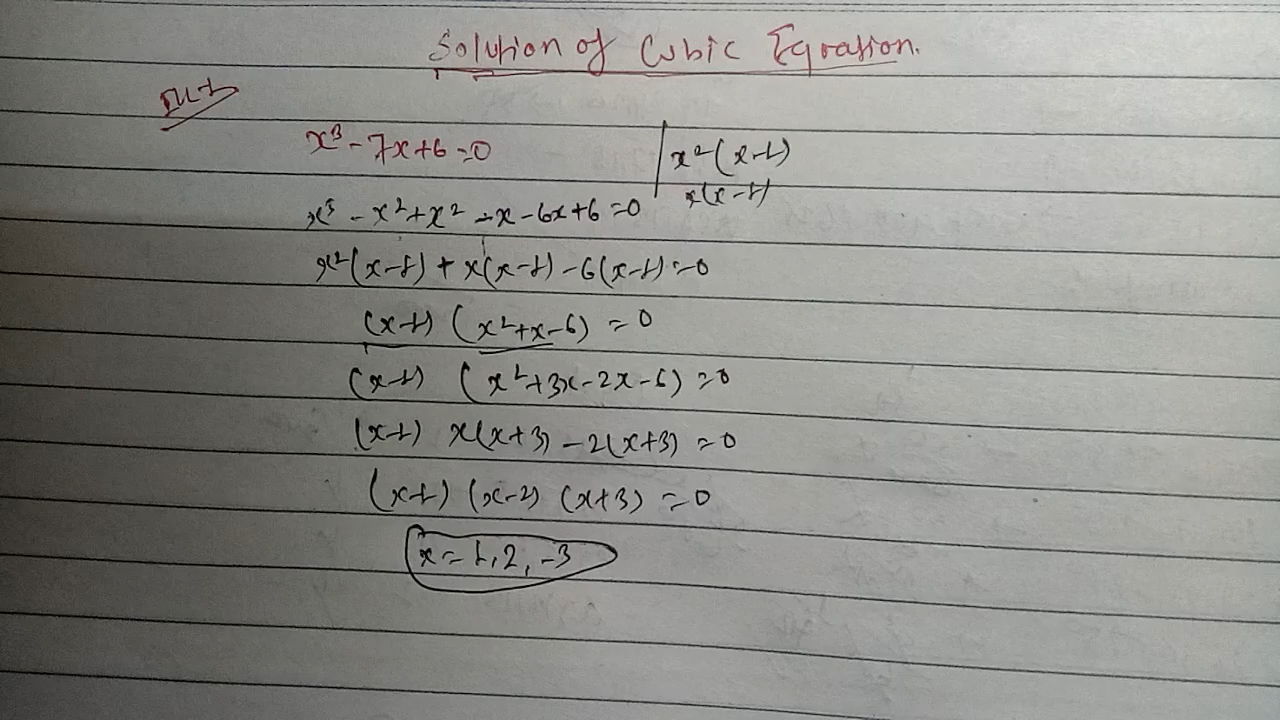 Solution of Cubic Equation.
x³ - 7x + 6 = 0
x²(x-1)
x(x-1)
x³ - x² + x² - x - 6x + 6 = 0
x²(x-1) + x(x-1) - 6(x-1) = 0
(x-1) (x² + x - 6) = 0
(x-1) (x² + 3x - 2x - 6) = 0
(x-1) x(x+3) - 2(x+3) = 0
(x-1) (x-2) (x+3) = 0
x = 1, 2, -3